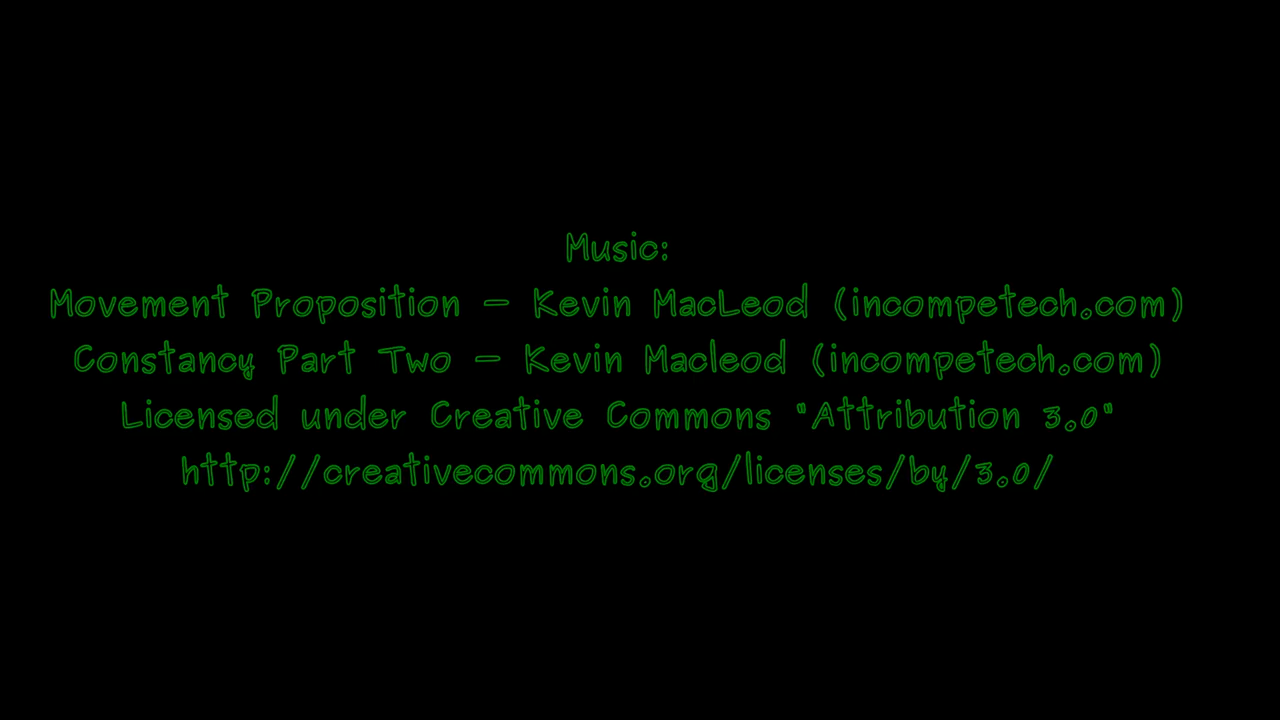 Music:
Movement Proposition - Kevin MacLeod (incompetech.com)
Constancy Part Two - Kevin Macleod (incompetech.com)
Licensed under Creative Commons "Attribution 3.0"
http://creativecommons.org/licenses/by/3.0/